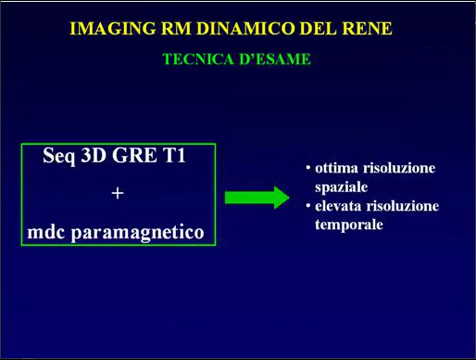 IMAGING RM DINAMICO DEL RENE
TECNICA D'ESAME
Seq 3D GRE T1
+
mdc paramagnetico
• ottima risoluzione
spaziale
• elevata risoluzione
temporale